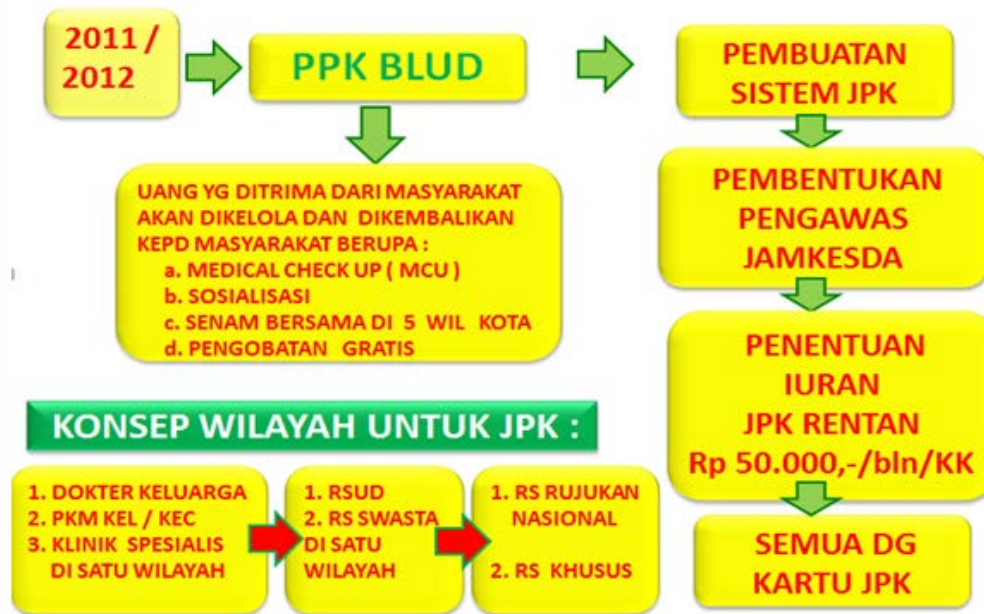 2011 /
2012
PPK BLUD
PEMBUATAN
SISTEM JPK
UANG YG DITRIMA DARI MASYARAKAT
AKAN DIKELOLA DAN DIKEMBALIKAN
KEPD MASYARAKAT BERUPA :
a. MEDICAL CHECK UP ( MCU )
b. SOSIALISASI
c. SENAM BERSAMA DI 5 WIL KOTA
d. PENGOBATAN GRATIS
PEMBENTUKAN
PENGAWAS
JAMKESDA
PENENTUAN
IURAN
JPK RENTAN
Rp 50.000,-/bln/KK
SEMUA DG
KARTU JPK
KONSEP WILAYAH UNTUK JPK :
1. DOKTER KELUARGA
2. PKM KEL / KEC
3. KLINIK SPESIALIS
DI SATU WILAYAH
1. RSUD
2. RS SWASTA
DI SATU
WILAYAH
1. RS RUJUKAN
NASIONAL
2. RS KHUSUS